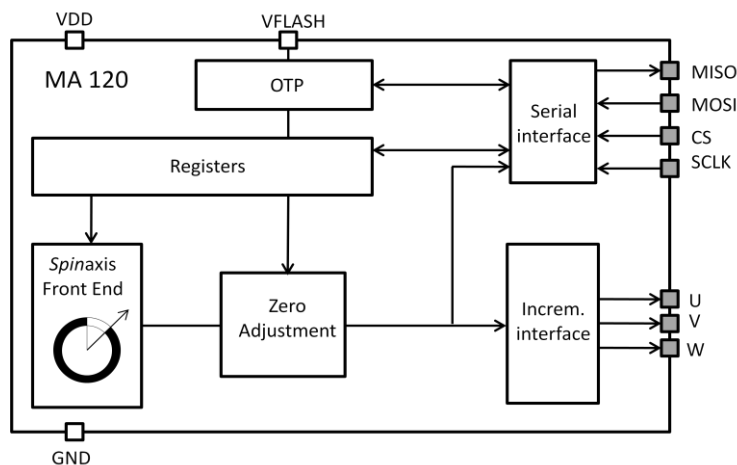 VDD
VFLASH
MA 120
OTP
Registers
Serial
interface
MISO
MOSI
CS
SCLK
Spinaxis
Front End
Zero
Adjustment
Increm.
interface
U
V
W
GND